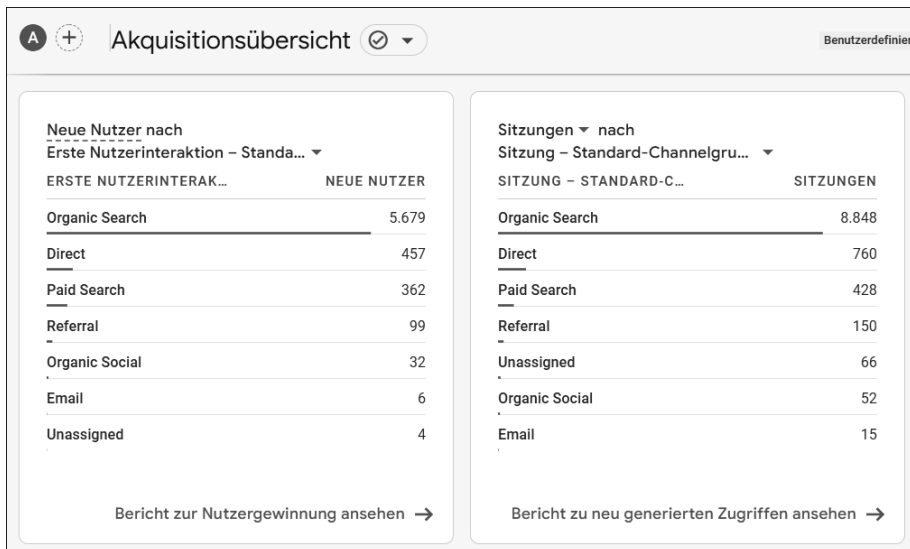 A + Akquisitionsübersicht
Benutzerdefinier
Neue Nutzer nach
Erste Nutzerinteraktion – Standa...
ERSTE NUTZERINTERAK... NEUE NUTZER
Organic Search 5.679
Direct 457
Paid Search 362
Referral 99
Organic Social 32
Email 6
Unassigned 4
Bericht zur Nutzergewinnung ansehen →
Sitzungen nach
Sitzung – Standard-Channelgru...
SITZUNG – STANDARD-C... SITZUNGEN
Organic Search 8.848
Direct 760
Paid Search 428
Referral 150
Unassigned 66
Organic Social 52
Email 15
Bericht zu neu generierten Zugriffen ansehen →